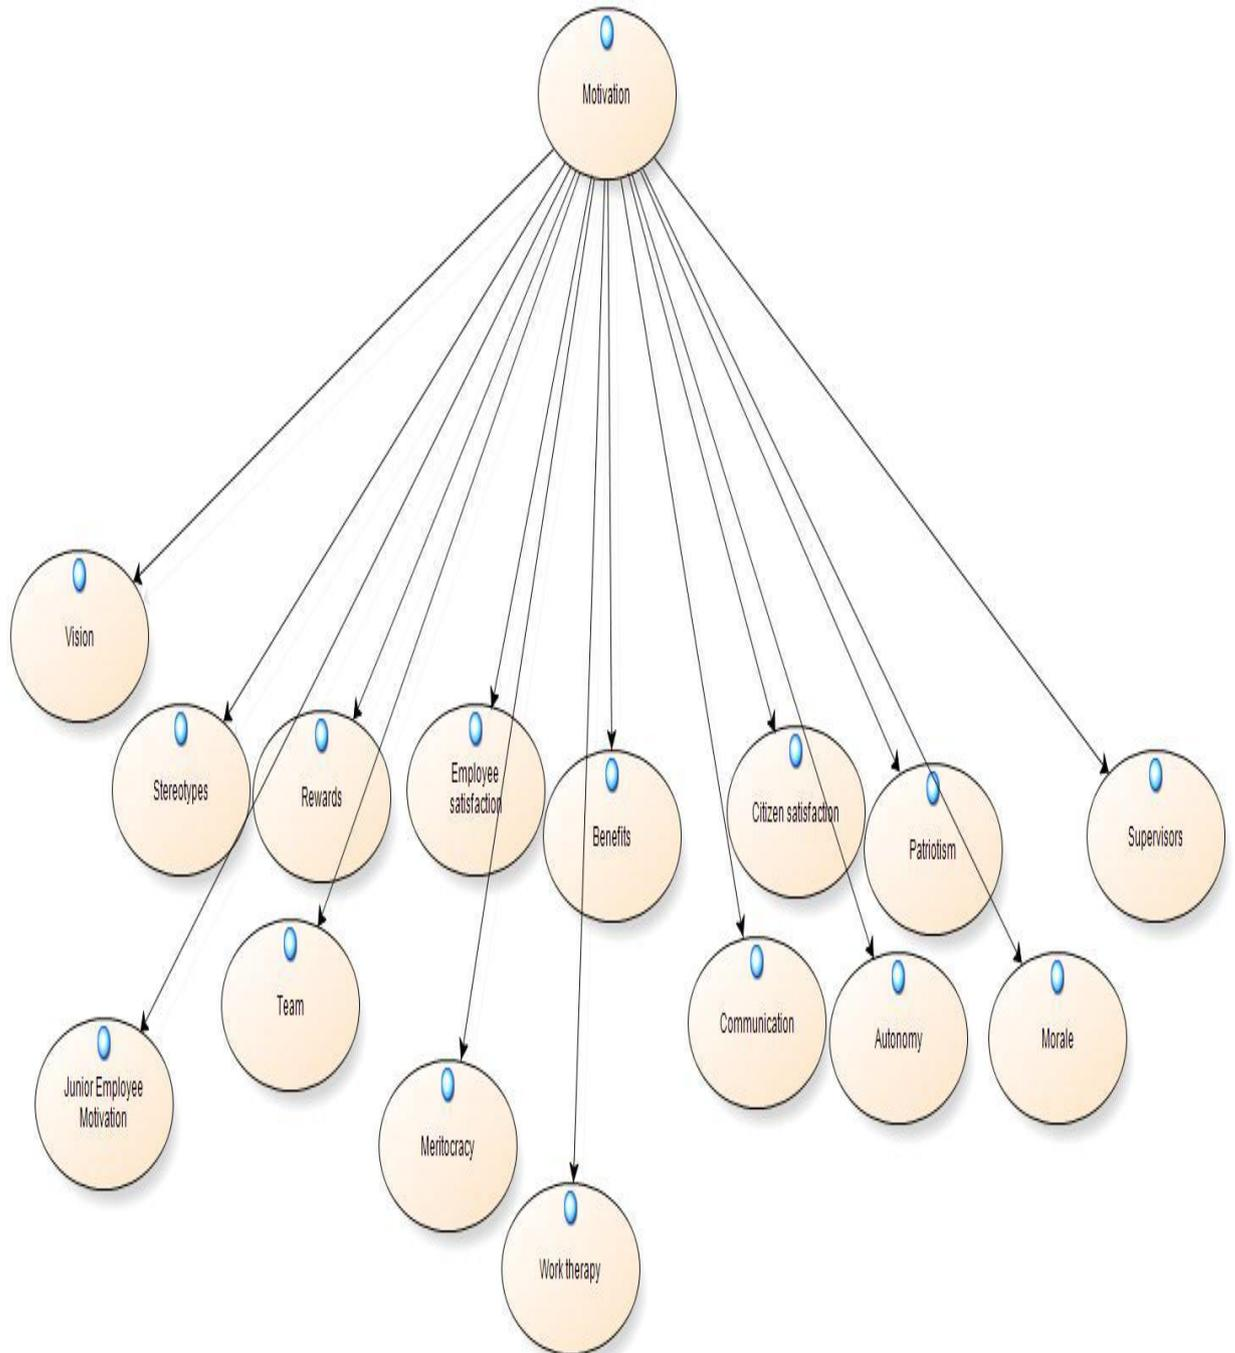 Motivation
Vision
Stereotypes
Rewards
Employee
satisfaction
Benefits
Citizen satisfaction
Patriotism
Supervisors
Team
Communication
Autonomy
Morale
Junior Employee
Motivation
Meritocracy
Work therapy